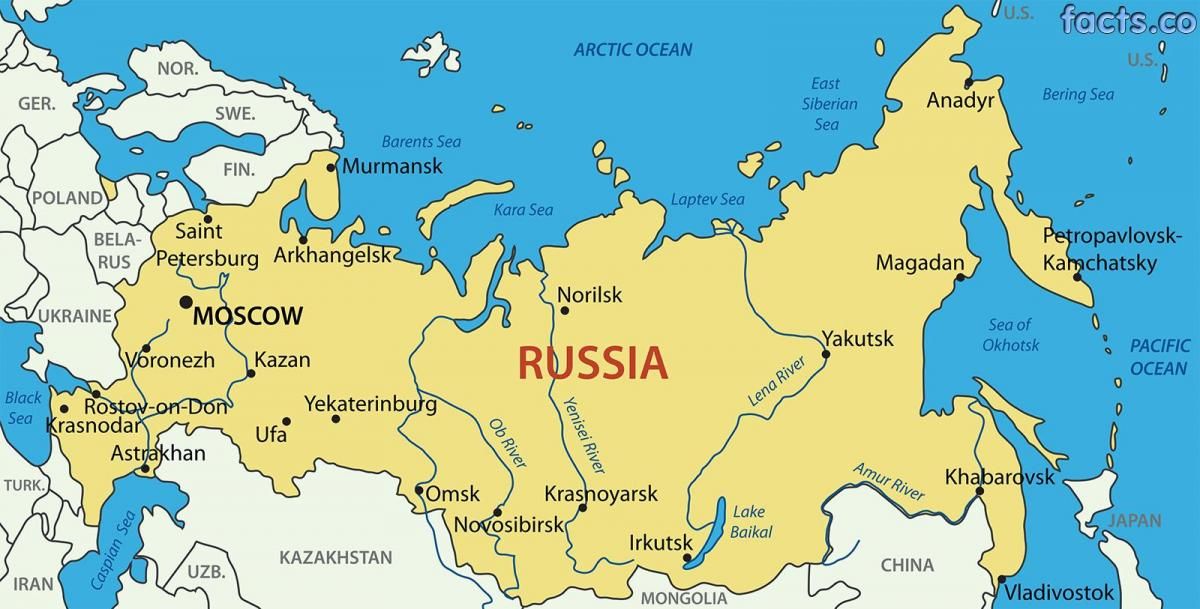 U.S.
facts.co
ARCTIC OCEAN
U.S.
NOR.
GER.
SWE.
East
Siberian
Sea
Anadyr
Bering Sea
Barents Sea
FIN.
Murmansk
POLAND
Kara Sea
Laptev Sea
Saint
Petersburg
BELA-
RUS
Arkhangelsk
Petropavlovsk-
Kamchatsky
Magadan
Norilsk
UKRAINE
MOSCOW
Sea of
Okhotsk
Yakutsk
PACIFIC
OCEAN
Voronezh
Kazan
RUSSIA
Lena River
Black
Sea
Rostov-on-Don
Krasnodar
Yekaterinburg
Ufa
Ob River
Yenisei River
Astrakhan
TURK.
Omsk
Novosibirsk
Krasnoyarsk
Amur River
Khabarovsk
Lake
Baikal
JAPAN
Caspian Sea
Irkutsk
KAZAKHSTAN
CHINA
IRAN
UZB.
MONGOLIA
Vladivostok